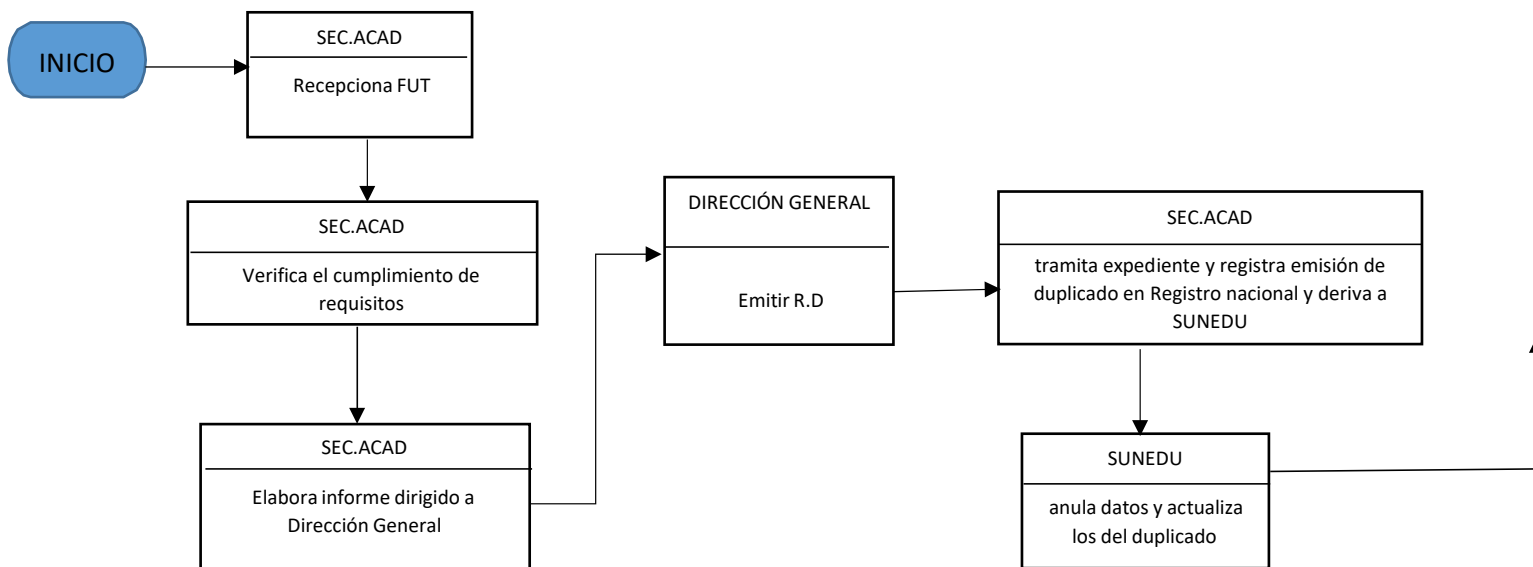 INICIO
SEC.ACAD
Recepciona FUT
SEC.ACAD
Verifica el cumplimiento de
requisitos
SEC.ACAD
Elabora informe dirigido a
Dirección General
DIRECCIÓN GENERAL
Emitir R.D
SEC.ACAD
tramita expediente y registra emisión de
duplicado en Registro nacional y deriva a
SUNEDU
SUNEDU
anula datos y actualiza
los del duplicado